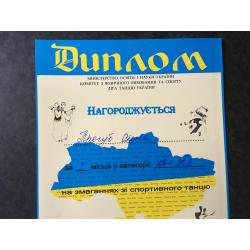 Диплом
МІНІСТЕРСТВО ОСВІТИ І НАУКИ УКРАЇНИ
КОМІТЕТ З ФІЗИЧНОГО ВИХОВАННЯ ТА СПОРТУ
ЛІГА ТАНЦЮ УКРАЇНИ
НАГОРОДЖУЄТЬСЯ
за I місце у категорії
на змаганнях зі спортивного танцю